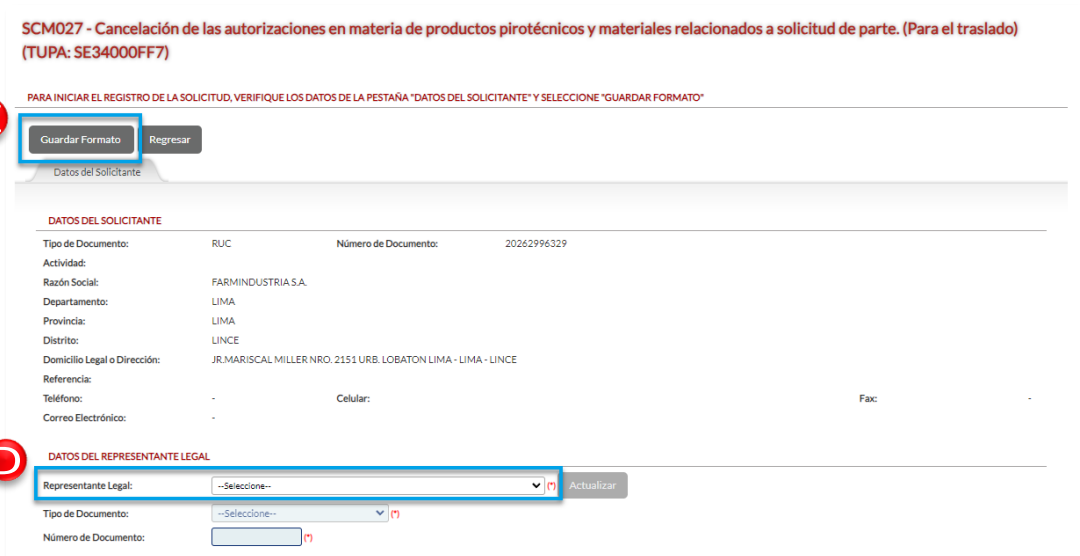 SCM027 - Cancelación de las autorizaciones en materia de productos pirotécnicos y materiales relacionados a solicitud de parte. (Para el traslado)
(TUPA: SE34000FF7)
PARA INICIAR EL REGISTRO DE LA SOLICITUD, VERIFIQUE LOS DATOS DE LA PESTAÑA "DATOS DEL SOLICITANTE" Y SELECCIONE "GUARDAR FORMATO"
Guardar Formato Regresar
Datos del Solicitante
DATOS DEL SOLICITANTE
Tipo de Documento: RUC Número de Documento: 20262996329
Actividad:
Razón Social: FARMINDUSTRIA S.A.
Departamento: LIMA
Provincia: LIMA
Distrito: LINCE
Domicilio Legal o Dirección: JR.MARISCAL MILLER NRO. 2151 URB. LOBATON LIMA - LIMA - LINCE
Referencia:
Teléfono: - Celular: Fax: -
Correo Electrónico: -
DATOS DEL REPRESENTANTE LEGAL
Representante Legal: --Seleccione-- (*) Actualizar
Tipo de Documento: --Seleccione-- (*)
Número de Documento: (*)